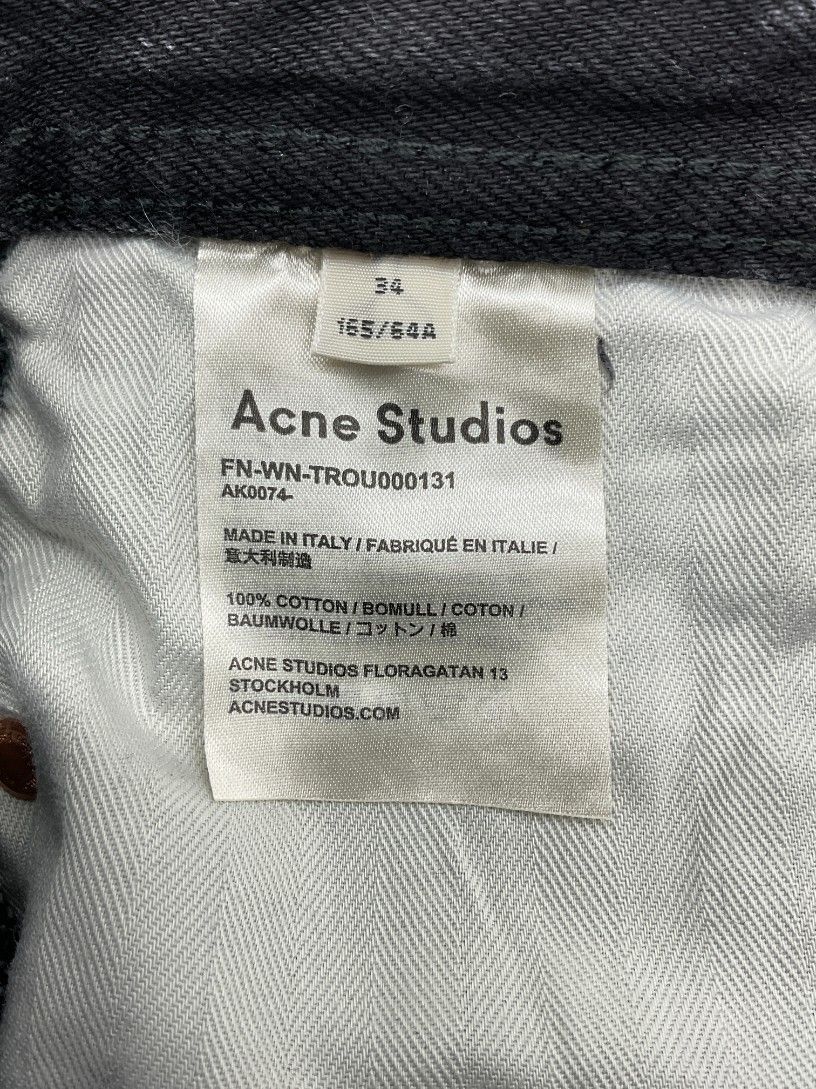 34
165/64A
Acne Studios
FN-WN-TROU000131
AK0074-
MADE IN ITALY / FABRIQUÉ EN ITALIE /
意大利制造
100% COTTON / BOMULL / COTON /
BAUMWOLLE / コットン / 棉
ACNE STUDIOS FLORAGATAN 13
STOCKHOLM
ACNESTUDIOS.COM